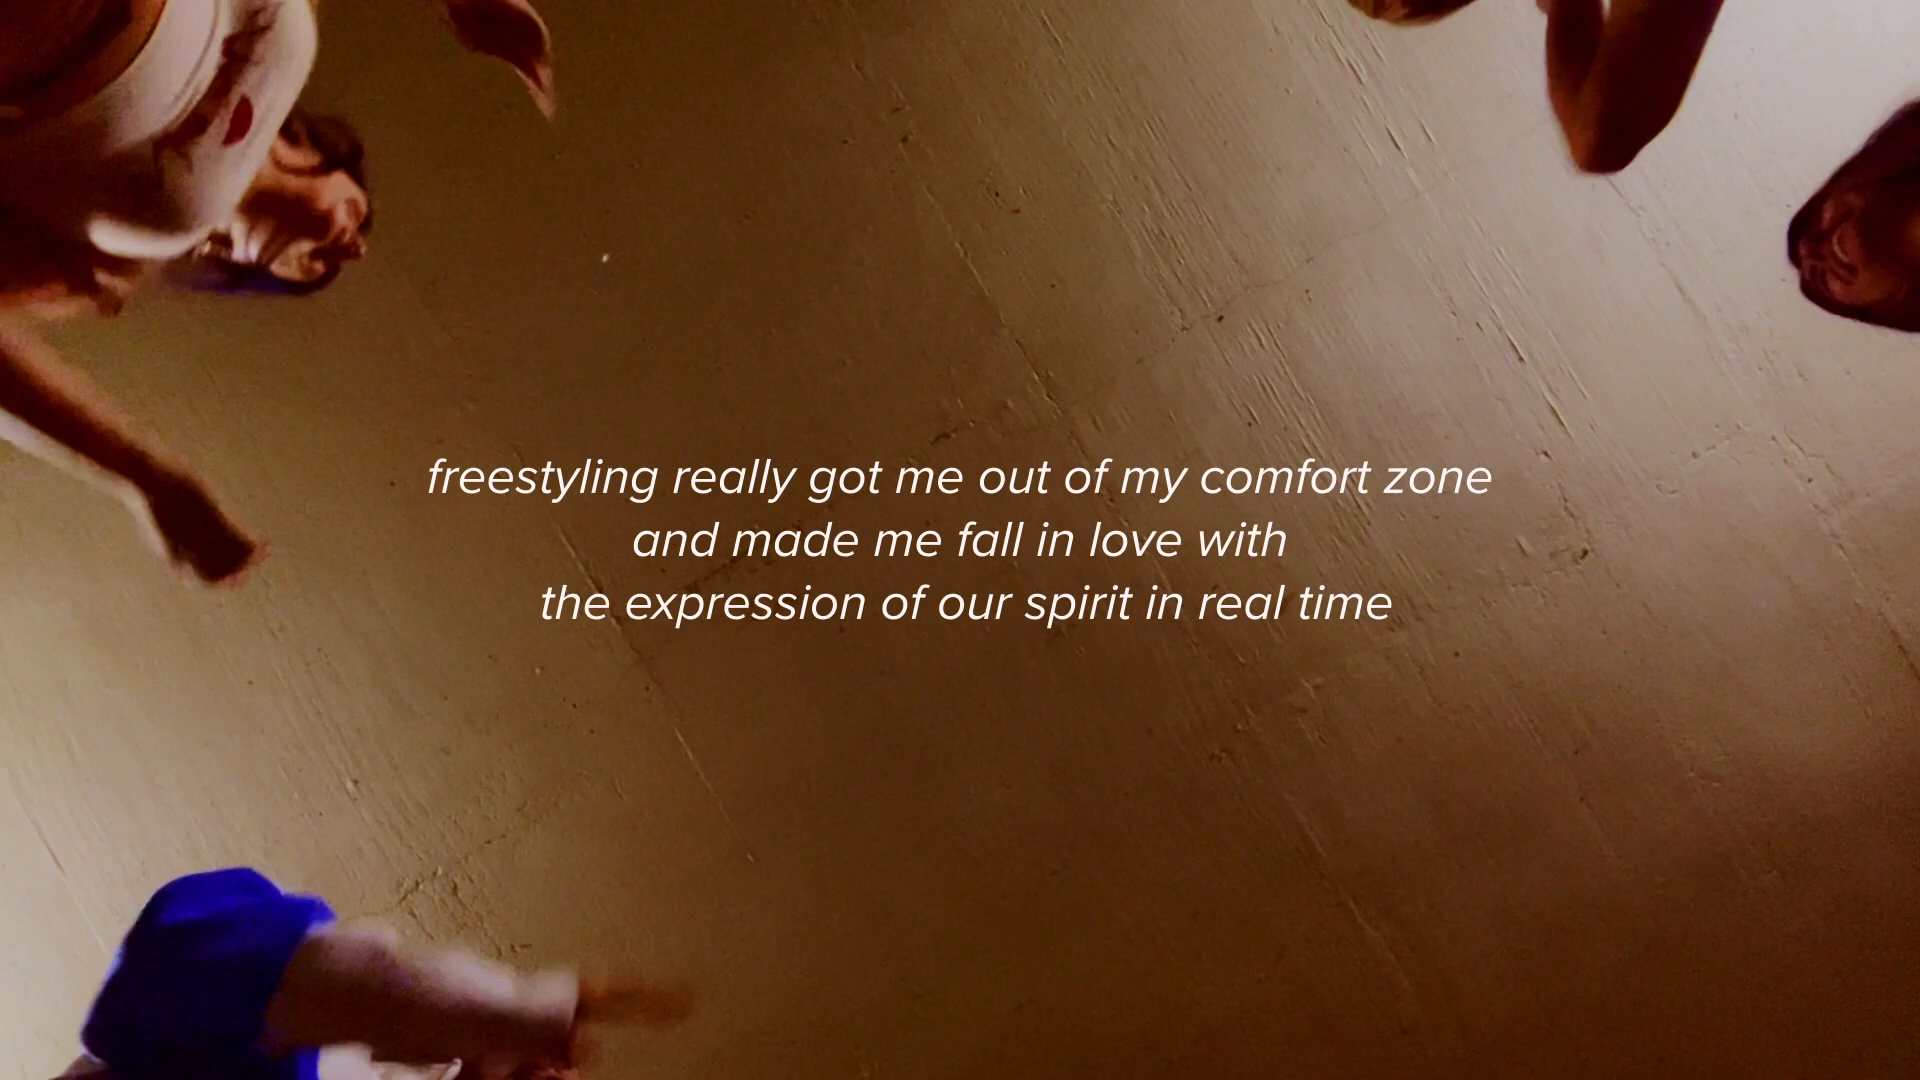 freestyling really got me out of my comfort zone
and made me fall in love with
the expression of our spirit in real time